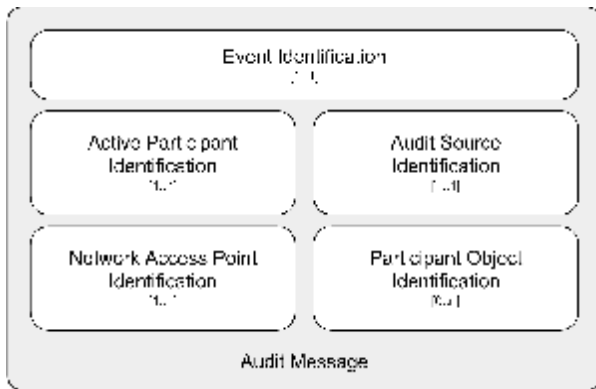 Event Identification
Active Participant
Identification
Audit Source
Identification
Network Access Point
Identification
Participant Object
Identification
Audit Message